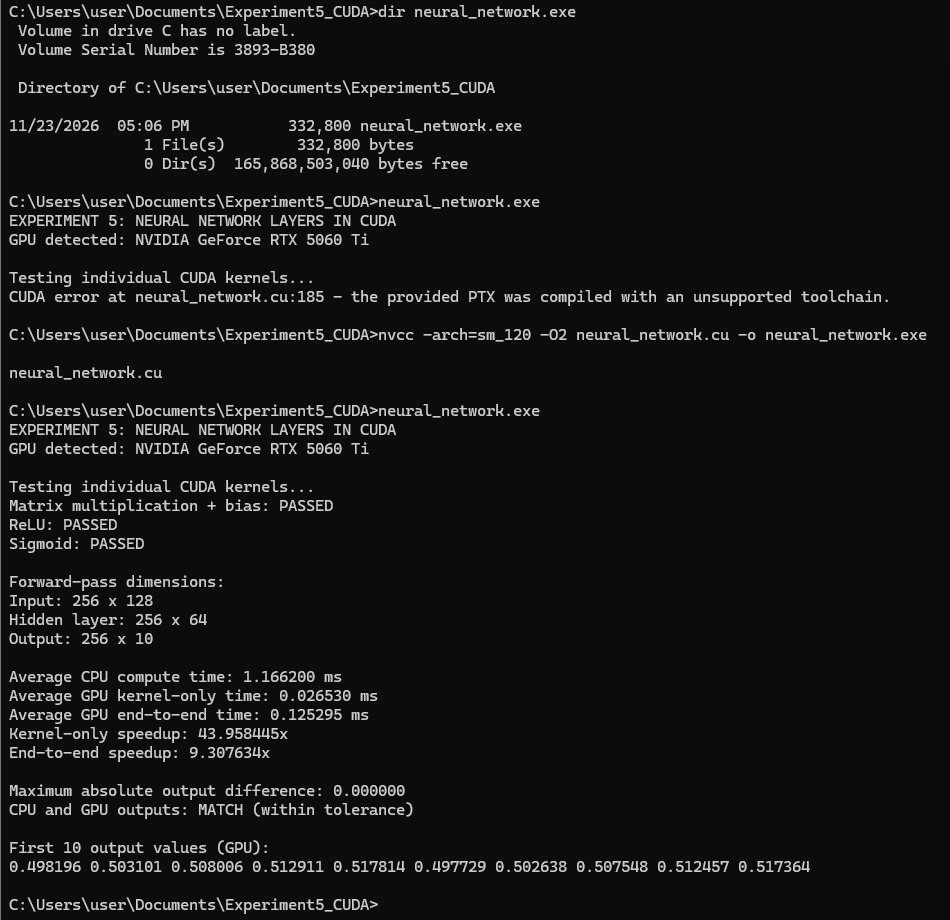 C:\Users\user\Documents\Experiment5_CUDA>dir neural_network.exe
 Volume in drive C has no label.
 Volume Serial Number is 3893-B380

 Directory of C:\Users\user\Documents\Experiment5_CUDA

11/23/2026  05:06 PM           332,800 neural_network.exe
               1 File(s)        332,800 bytes
               0 Dir(s)  165,868,503,040 bytes free

C:\Users\user\Documents\Experiment5_CUDA>neural_network.exe
EXPERIMENT 5: NEURAL NETWORK LAYERS IN CUDA
GPU detected: NVIDIA GeForce RTX 5060 Ti

Testing individual CUDA kernels...
CUDA error at neural_network.cu:185 - the provided PTX was compiled with an unsupported toolchain.

C:\Users\user\Documents\Experiment5_CUDA>nvcc -arch=sm_120 -O2 neural_network.cu -o neural_network.exe

neural_network.cu

C:\Users\user\Documents\Experiment5_CUDA>neural_network.exe
EXPERIMENT 5: NEURAL NETWORK LAYERS IN CUDA
GPU detected: NVIDIA GeForce RTX 5060 Ti

Testing individual CUDA kernels...
Matrix multiplication + bias: PASSED
ReLU: PASSED
Sigmoid: PASSED

Forward-pass dimensions:
Input: 256 x 128
Hidden layer: 256 x 64
Output: 256 x 10

Average CPU compute time: 1.166200 ms
Average GPU kernel-only time: 0.026530 ms
Average GPU end-to-end time: 0.125295 ms
Kernel-only speedup: 43.958445x
End-to-end speedup: 9.307634x

Maximum absolute output difference: 0.000000
CPU and GPU outputs: MATCH (within tolerance)

First 10 output values (GPU):
0.498196 0.503101 0.508006 0.512911 0.517814 0.497729 0.502638 0.507548 0.512457 0.517364

C:\Users\user\Documents\Experiment5_CUDA>